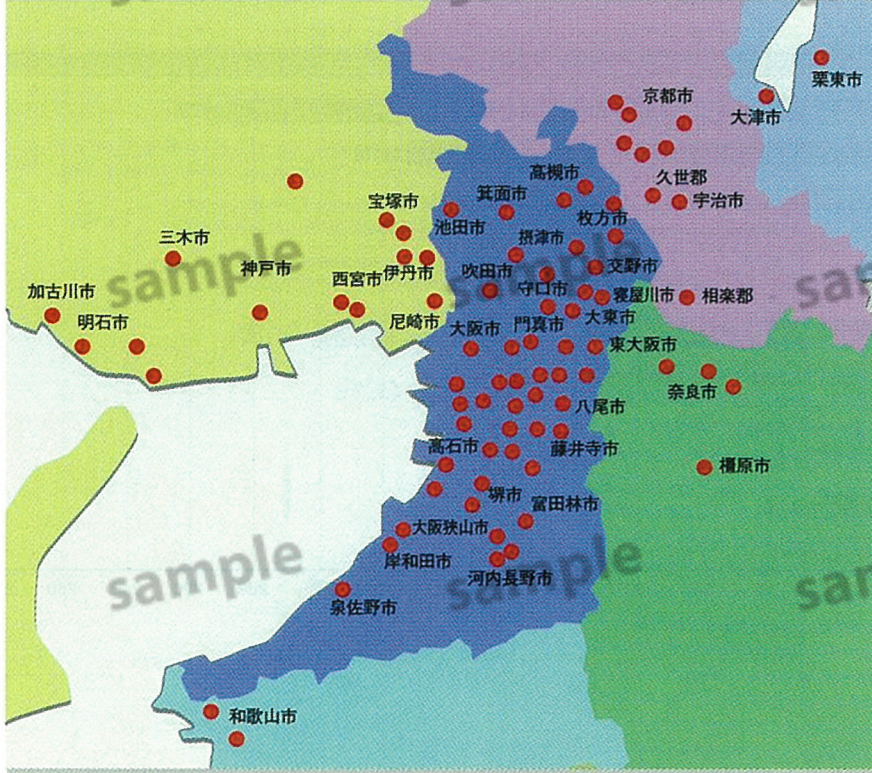 sample
sample
栗東市
京都市
大津市
高槻市
久世郡
箕面市
宝塚市
宇治市
枚方市
池田市
三木市
摂津市
sample
sample
sam
神戸市
交野市
吹田市
伊丹市
西宮市
守口市
加古川市
寝屋川市
相楽郡
大東市
明石市
尼崎市
門真市
大阪市
東大阪市
奈良市
八尾市
高石市
藤井寺市
橿原市
堺市
富田林市
大阪狭山市
sample
sample
sam
岸和田市
河内長野市
泉佐野市
和歌山市